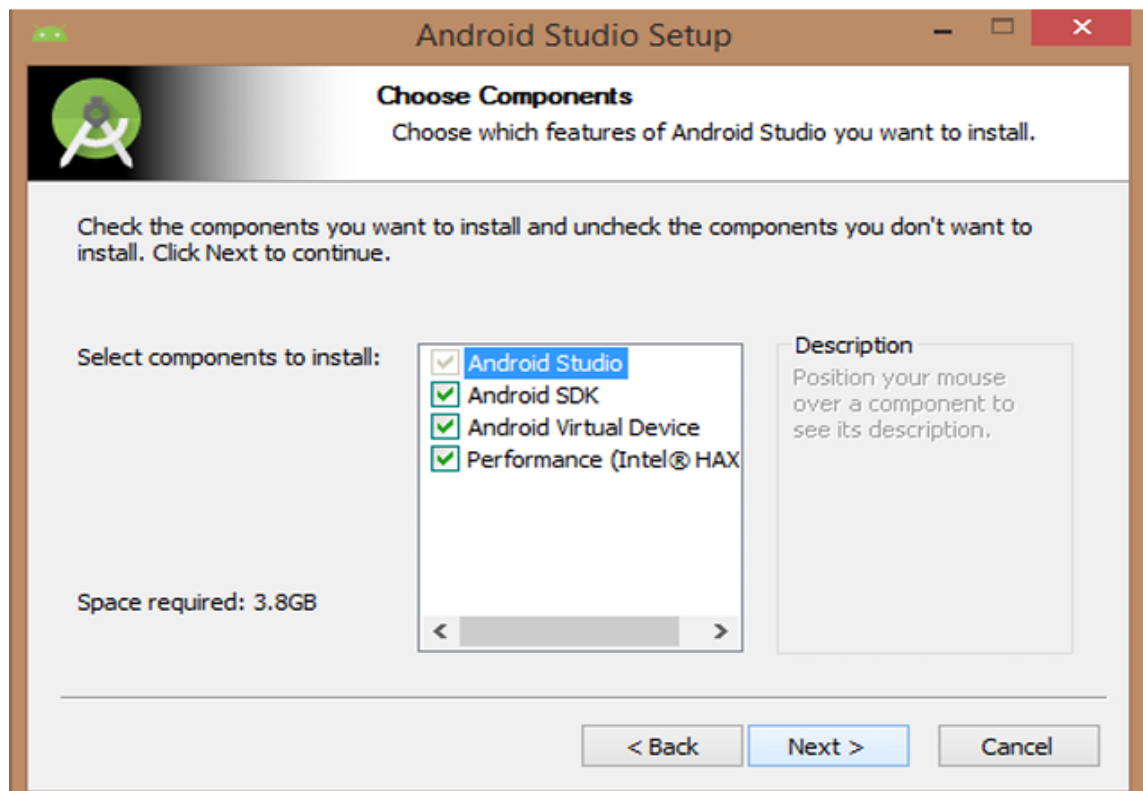 Android Studio Setup
Choose Components
Choose which features of Android Studio you want to install.
Check the components you want to install and uncheck the components you don't want to
install. Click Next to continue.
Select components to install:
Android Studio
Android SDK
Android Virtual Device
Performance (Intel® HAX
Description
Position your mouse
over a component to
see its description.
Space required: 3.8GB
< Back
Next >
Cancel